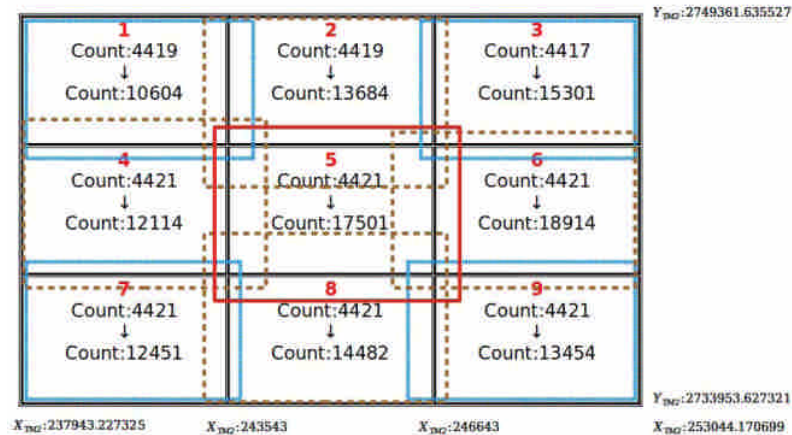 Y_TM2:2749361.635527
1 2 3
Count:4419 Count:4419 Count:4417
↓ ↓ ↓
Count:10604 Count:13684 Count:15301
4 5 6
Count:4421 Count:4421 Count:4421
↓ ↓ ↓
Count:12114 Count:17501 Count:18914
7 8 9
Count:4421 Count:4421 Count:4421
↓ ↓ ↓
Count:12451 Count:14482 Count:13454
Y_TM2:2733953.627321
X_TM2:237943.227325 X_TM2:243543 X_TM2:246643 X_TM2:253044.170699